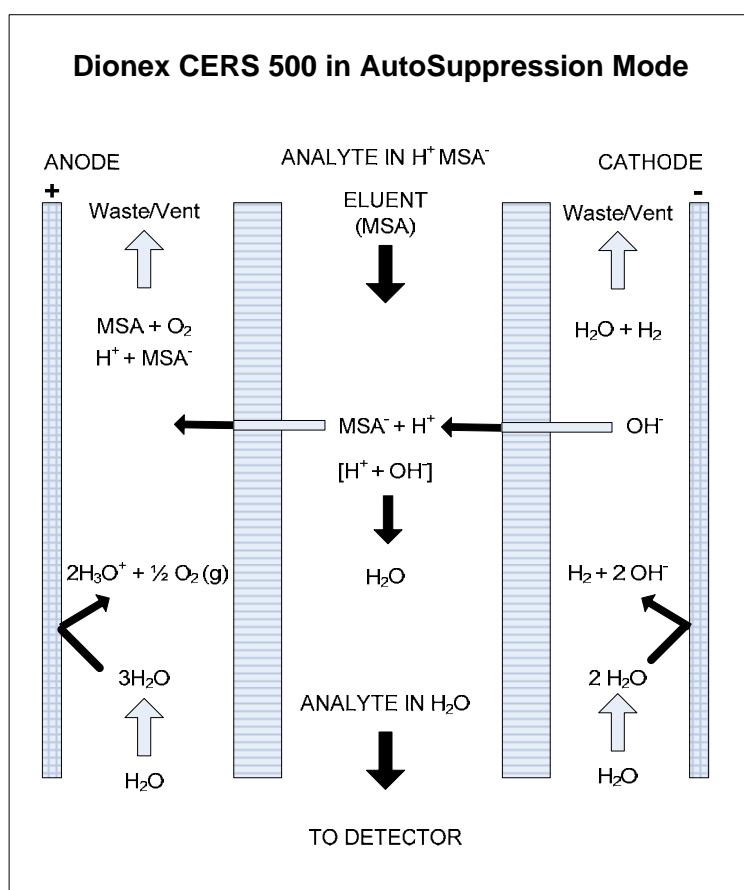 Dionex CERS 500 in AutoSuppression Mode
ANODE
+
ANALYTE IN H⁺ MSA⁻
CATHODE
-
Waste/Vent
ELUENT
(MSA)
Waste/Vent
MSA + O₂
H⁺ + MSA⁻
H₂O + H₂
MSA⁻ + H⁺
OH⁻
[H⁺ + OH⁻]
H₂O
2H₃O⁺ + ½ O₂ (g)
H₂ + 2 OH⁻
3H₂O
2 H₂O
ANALYTE IN H₂O
H₂O
H₂O
TO DETECTOR